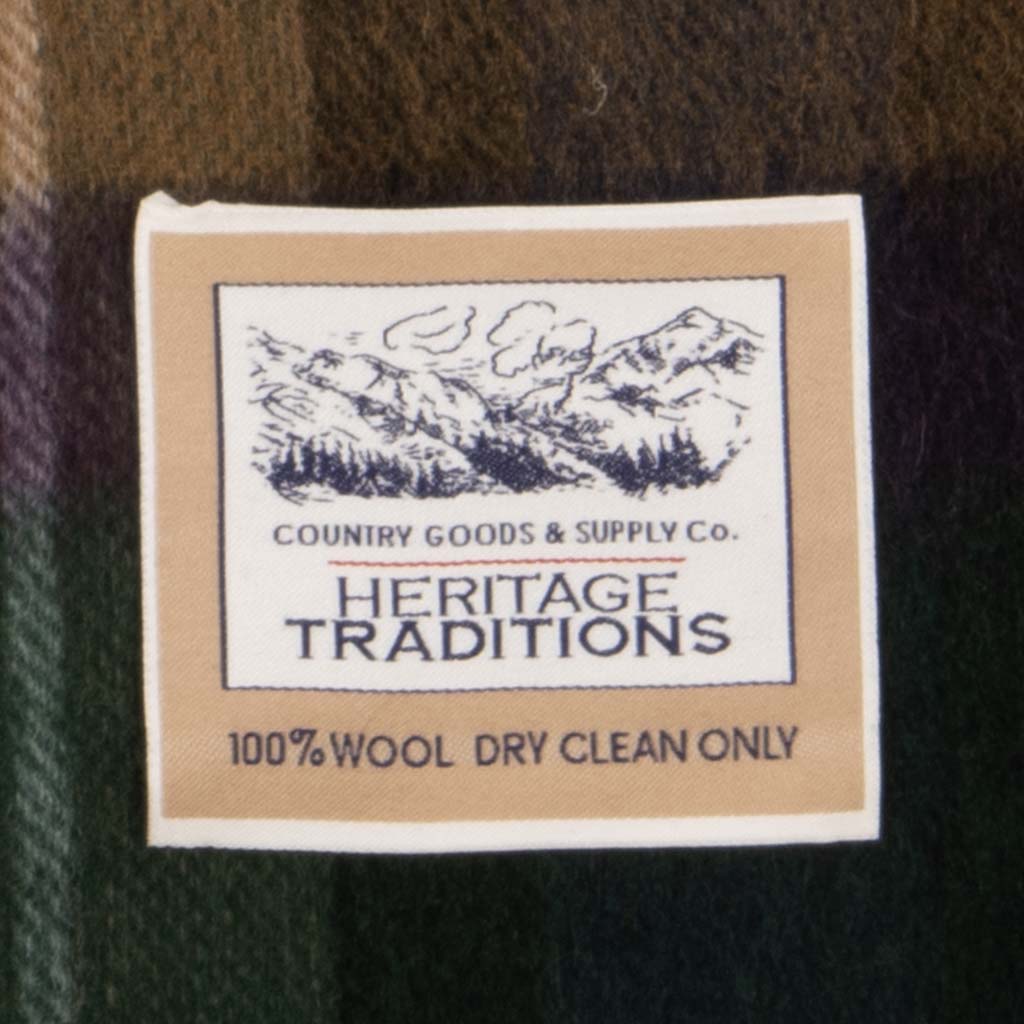 COUNTRY GOODS & SUPPLY Co.
HERITAGE
TRADITIONS
100% WOOL DRY CLEAN ONLY